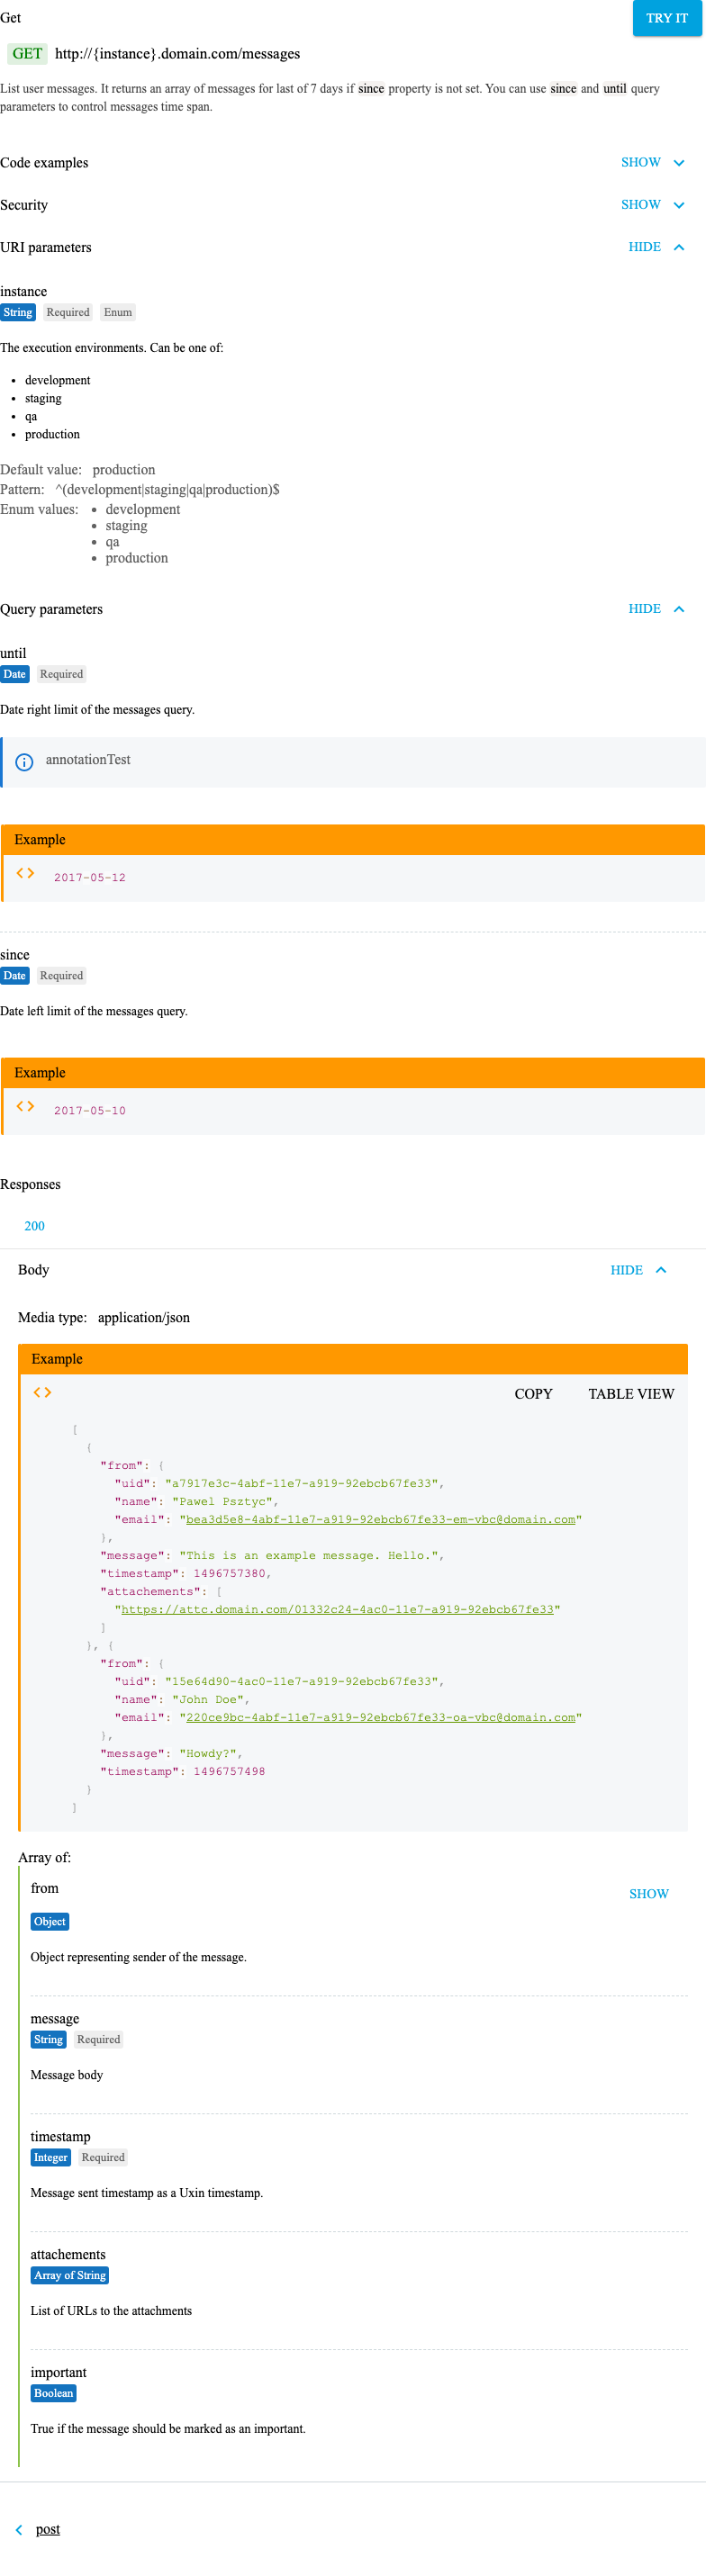 Get
TRY IT
GET http://{instance}.domain.com/messages
List user messages. It returns an array of messages for last of 7 days if since property is not set. You can use since and until query
parameters to control messages time span.
Code examples SHOW
Security SHOW
URI parameters HIDE
instance
String Required Enum
The execution environments. Can be one of:
• development
• staging
• qa
• production
Default value: production
Pattern: ^(development|staging|qa|production)$
Enum values: • development
• staging
• qa
• production
Query parameters HIDE
until
Date Required
Date right limit of the messages query.
annotationTest
Example
2017-05-12
since
Date Required
Date left limit of the messages query.
Example
2017-05-10
Responses
200
Body HIDE
Media type: application/json
Example
COPY TABLE VIEW
[
{
"from": {
"uid": "a7917e3c-4abf-11e7-a919-92ebcb67fe33",
"name": "Pawel Psztyc",
"email": "bea3d5e8-4abf-11e7-a919-92ebcb67fe33-em-vbc@domain.com"
},
"message": "This is an example message. Hello.",
"timestamp": 1496757380,
"attachements": [
"https://attc.domain.com/01332c24-4ac0-11e7-a919-92ebcb67fe33"
]
}, {
"from": {
"uid": "15e64d90-4ac0-11e7-a919-92ebcb67fe33",
"name": "John Doe",
"email": "220ce9bc-4abf-11e7-a919-92ebcb67fe33-oa-vbc@domain.com"
},
"message": "Howdy?",
"timestamp": 1496757498
}
]
Array of:
from SHOW
Object
Object representing sender of the message.
message
String Required
Message body
timestamp
Integer Required
Message sent timestamp as a Uxin timestamp.
attachements
Array of String
List of URLs to the attachments
important
Boolean
True if the message should be marked as an important.
post